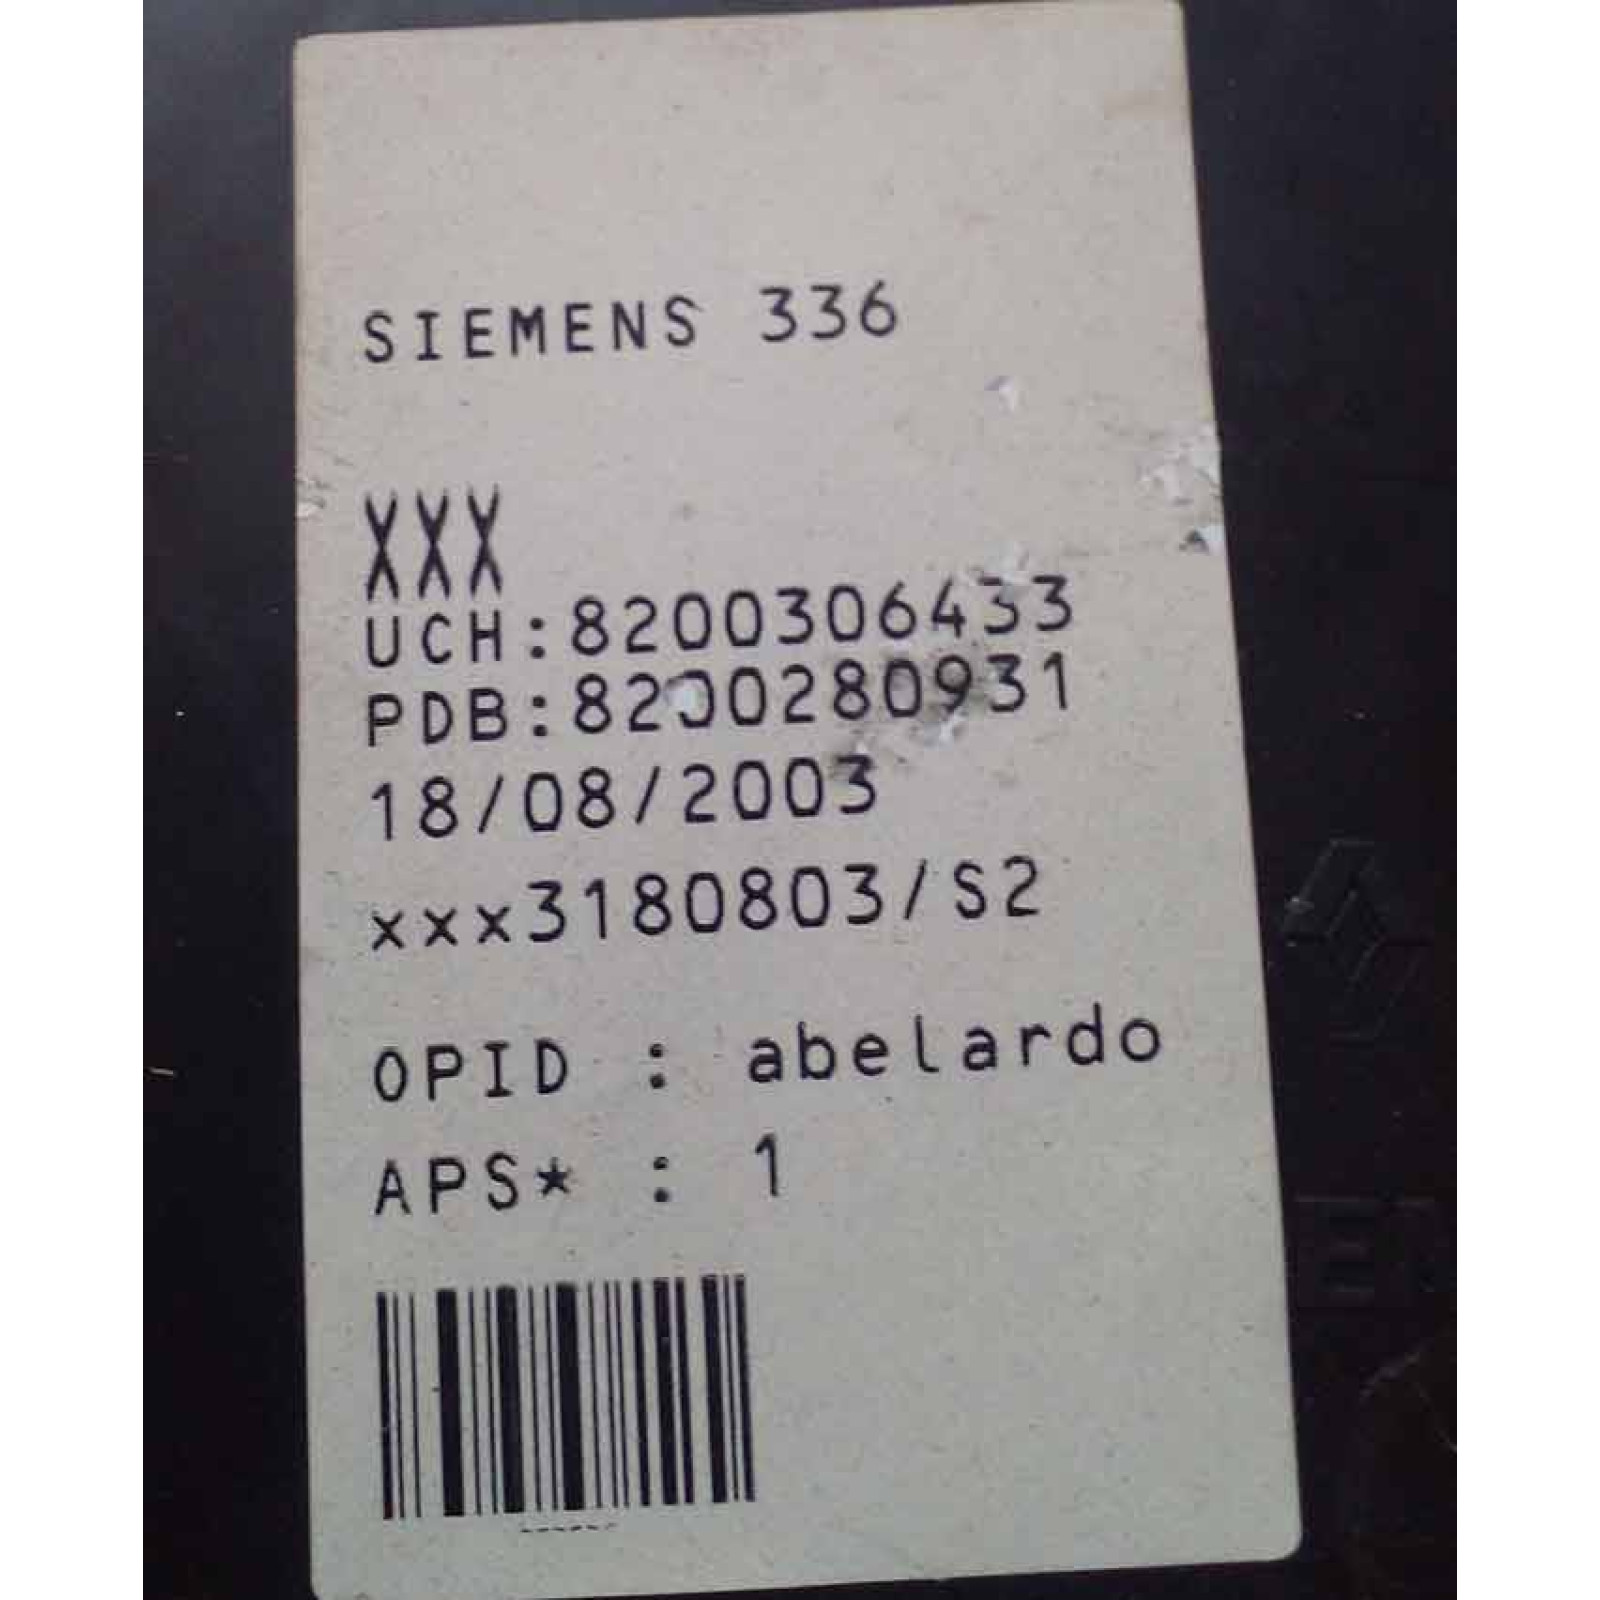 SIEMENS 336
XXX
UCH:8200306433
PDB:8200280931
18/08/2003
xxx3180803/S2
OPID : abelardo
APS* : 1